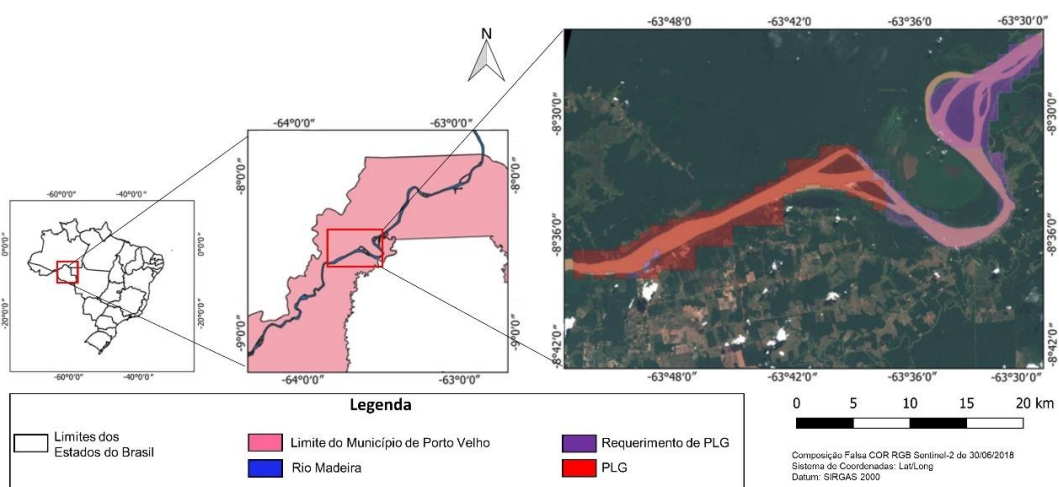 -63°48'0"
-63°42'0"
-63°36'0"
-63°30'0"
N
-64°0'0"
-63°0'0"
-8°30'0"
-8°30'0"
-8°0'0"
-8°0'0"
-60°0'0"
-40°0'0"
0°0'0"
0°0'0"
-8°36'0"
-8°36'0"
-20°0'0"
-20°0'0"
-9°0'0"
-9°0'0"
-8°42'0"
-8°42'0"
-60°0'0"
-40°0'0"
-64°0'0"
-63°0'0"
-63°48'0"
-63°42'0"
-63°36'0"
-63°30'0"
Legenda
Limites dos
Estados do Brasil
Limite do Município de Porto Velho
Rio Madeira
Requerimento de PLG
PLG
0 5 10 15 20 km
Composição Falsa COR RGB Sentinel-2 de 30/06/2018
Sistema de Coordenadas: Lat/Long
Datum: SIRGAS 2000